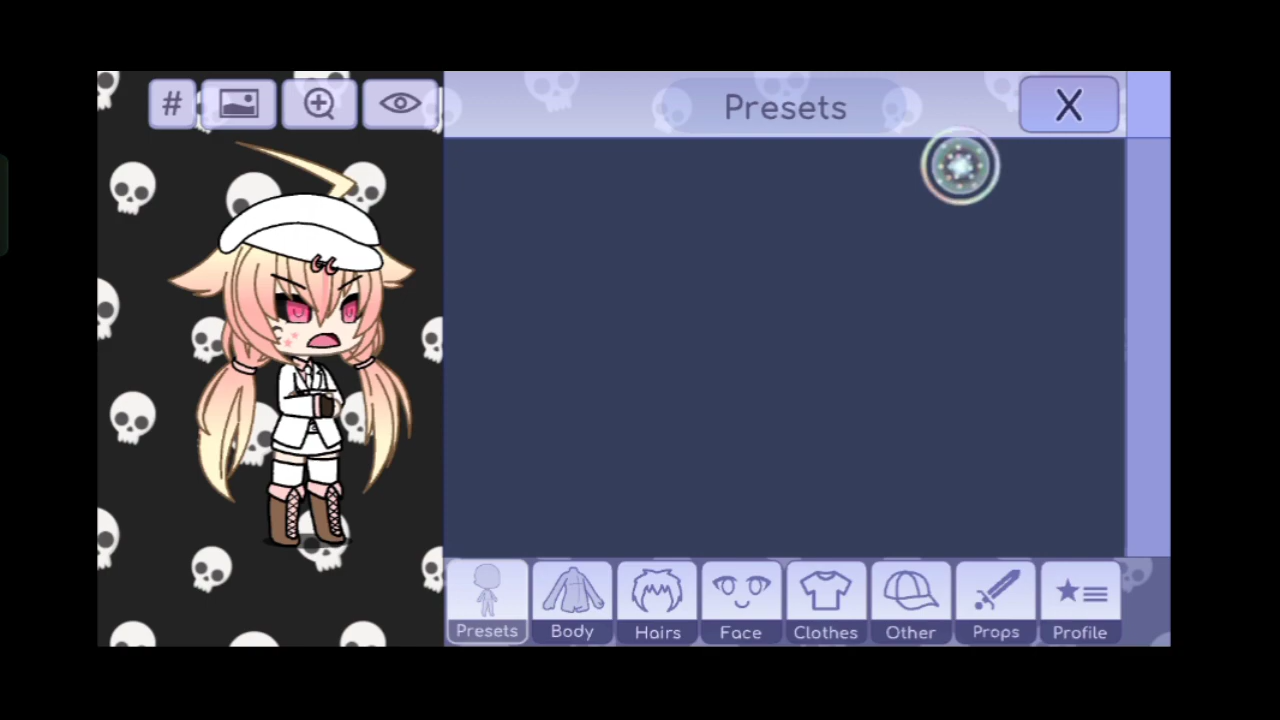 #
Presets
X
Presets
Body
Hairs
Face
Clothes
Other
Props
Profile